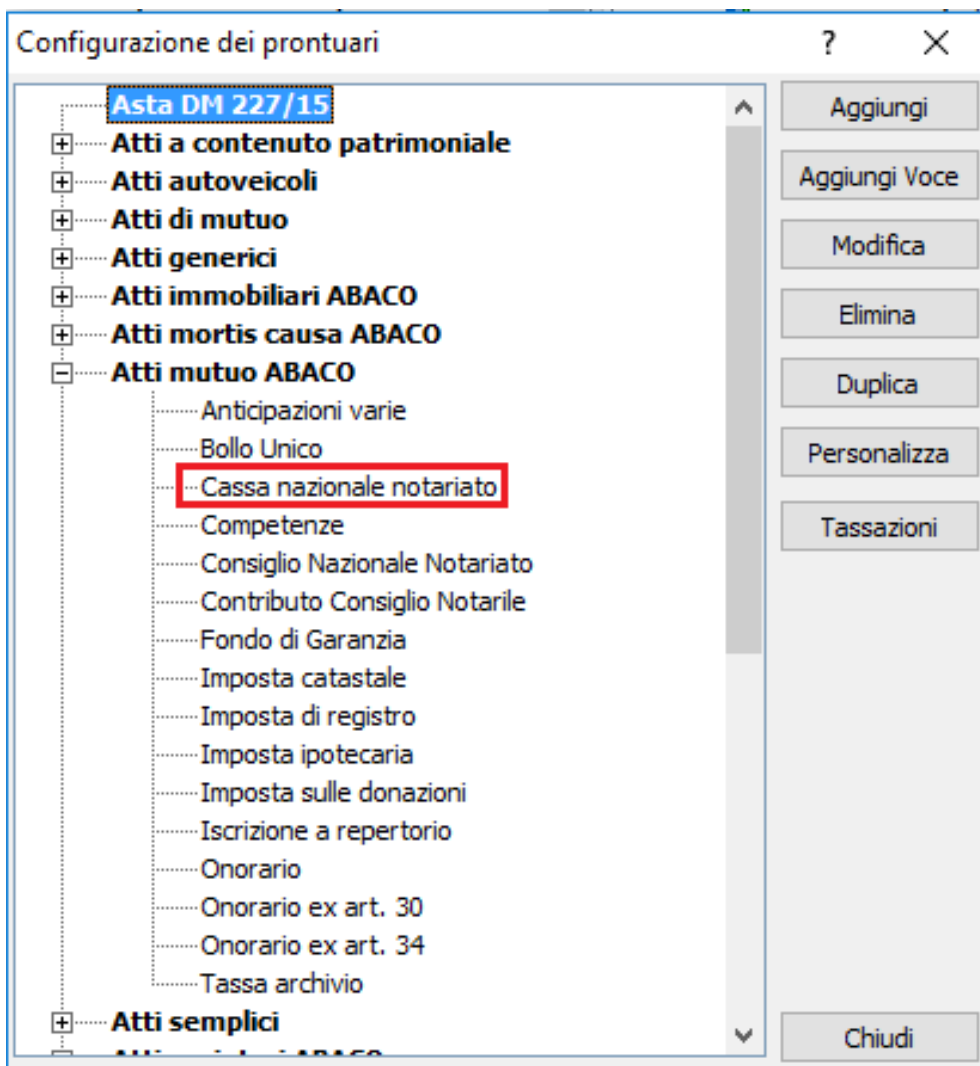 Configurazione dei prontuari ?
Asta DM 227/15
Atti a contenuto patrimoniale
Atti autoveicoli
Atti di mutuo
Atti generici
Atti immobiliari ABACO
Atti mortis causa ABACO
Atti mutuo ABACO
Anticipazioni varie
Bollo Unico
Cassa nazionale notariato
Competenze
Consiglio Nazionale Notariato
Contributo Consiglio Notarile
Fondo di Garanzia
Imposta catastale
Imposta di registro
Imposta ipotecaria
Imposta sulle donazioni
Iscrizione a repertorio
Onorario
Onorario ex art. 30
Onorario ex art. 34
Tassa archivio
Atti semplici
Aggiungi
Aggiungi Voce
Modifica
Elimina
Duplica
Personalizza
Tassazioni
Chiudi